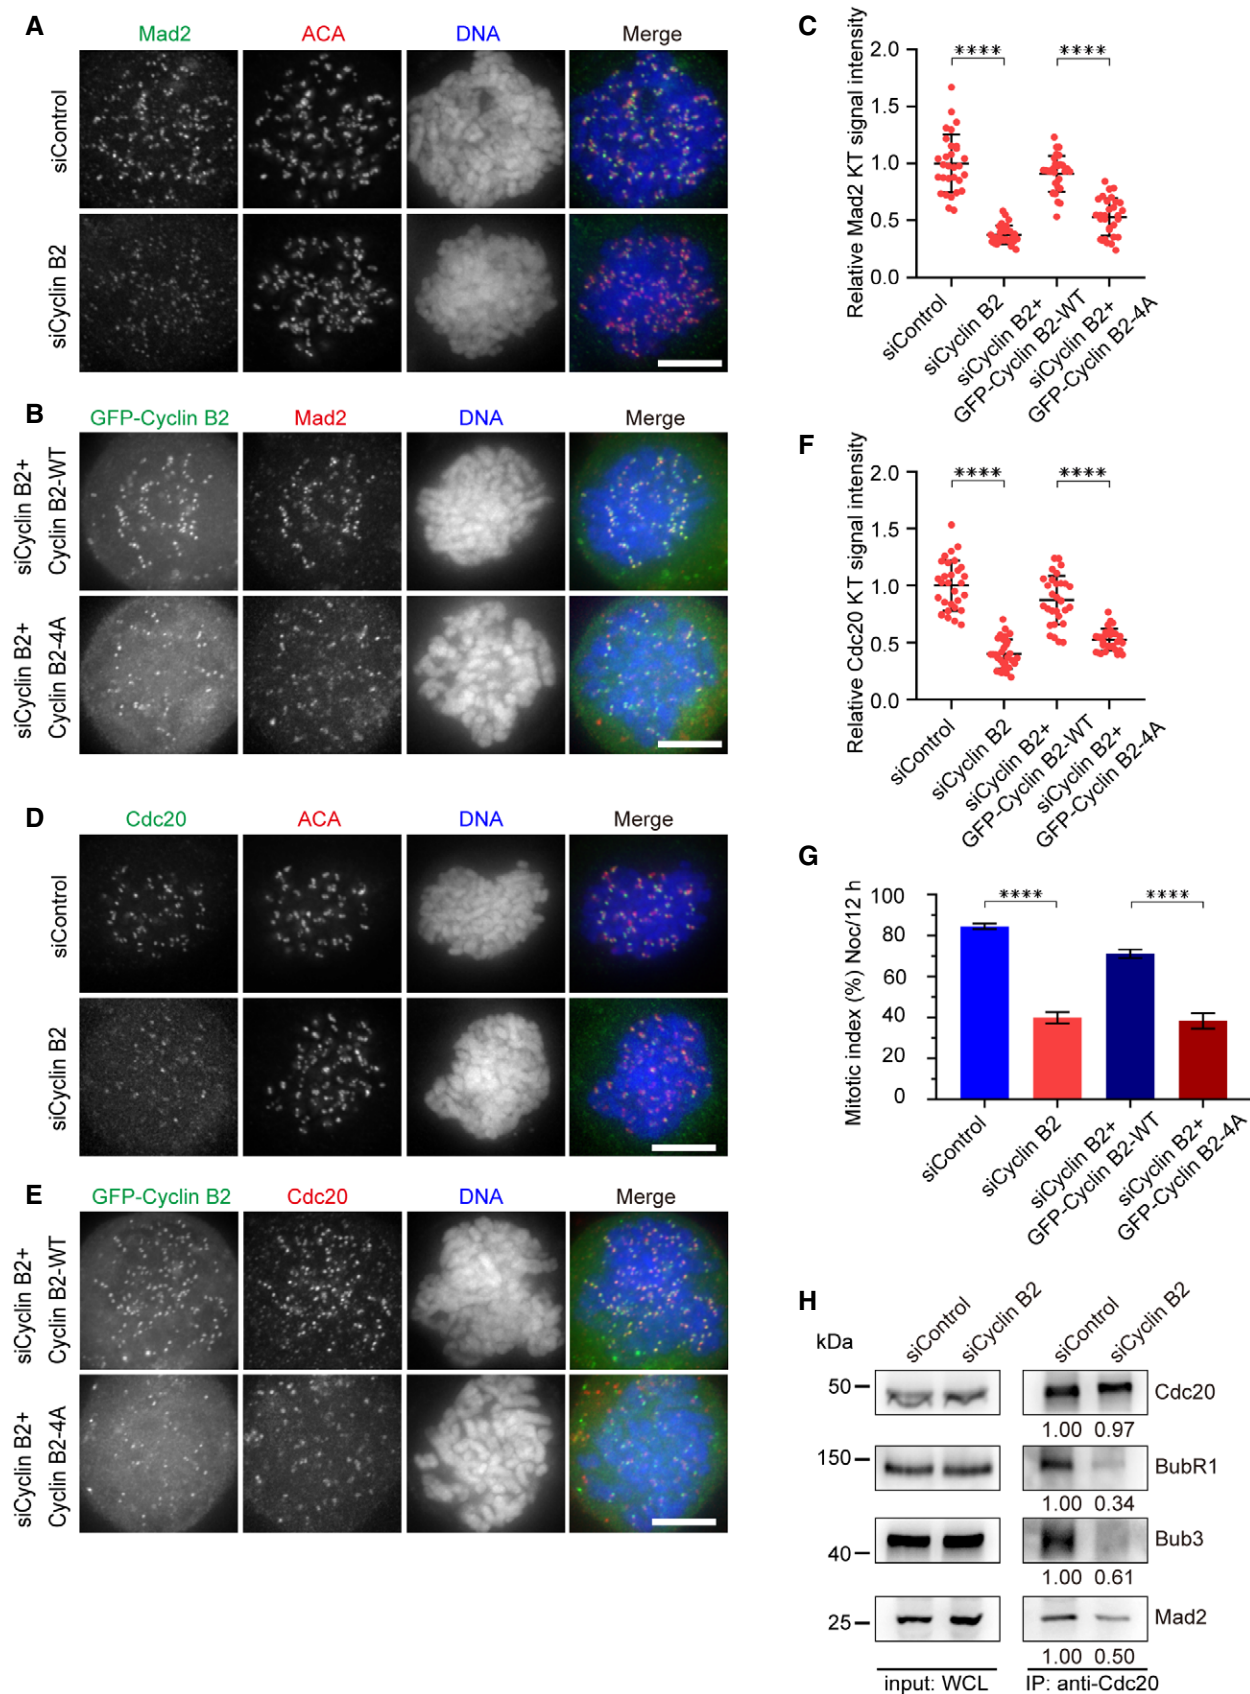 A
Mad2 ACA DNA Merge
siControl
siCyclin B2
B
GFP-Cyclin B2 Mad2 DNA Merge
siCyclin B2+
Cyclin B2-WT
siCyclin B2+
Cyclin B2-4A
C
Relative Mad2 KT signal intensity
2.0
1.5
1.0
0.5
0.0
**** ****
siControl
siCyclin B2
siCyclin B2+
GFP-Cyclin B2-WT
siCyclin B2+
GFP-Cyclin B2-4A
D
Cdc20 ACA DNA Merge
siControl
siCyclin B2
E
GFP-Cyclin B2 Cdc20 DNA Merge
siCyclin B2+
Cyclin B2-WT
siCyclin B2+
Cyclin B2-4A
F
Relative Cdc20 KT signal intensity
2.0
1.5
1.0
0.5
0.0
**** ****
siControl
siCyclin B2
siCyclin B2+
GFP-Cyclin B2-WT
siCyclin B2+
GFP-Cyclin B2-4A
G
Mitotic index (%) Noc/12 h
100
80
60
40
20
0
**** ****
siControl
siCyclin B2
siCyclin B2+
GFP-Cyclin B2-WT
siCyclin B2+
GFP-Cyclin B2-4A
H
kDa
siControl siCyclin B2 siControl siCyclin B2
50 Cdc20
1.00 0.97
150 BubR1
1.00 0.34
40 Bub3
1.00 0.61
25 Mad2
1.00 0.50
input: WCL IP: anti-Cdc20